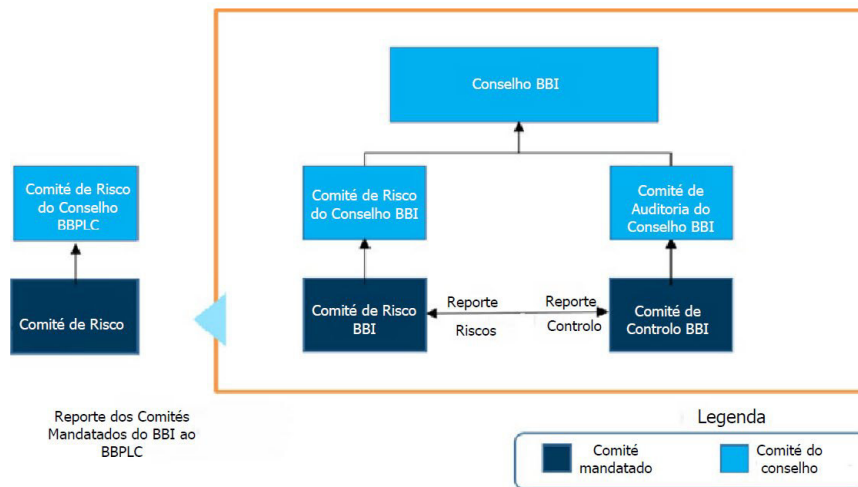 Conselho BBI
Comité de Risco
do Conselho
BBPLC
Comité de Risco
do Conselho BBI
Comité de
Auditoria do
Conselho BBI
Comité de Risco
Comité de Risco
BBI
Reporte
Riscos
Reporte
Controlo
Comité de
Controlo BBI
Reporte dos Comités
Mandatados do BBI ao
BBPLC
Legenda
Comité
mandatado
Comité do
conselho